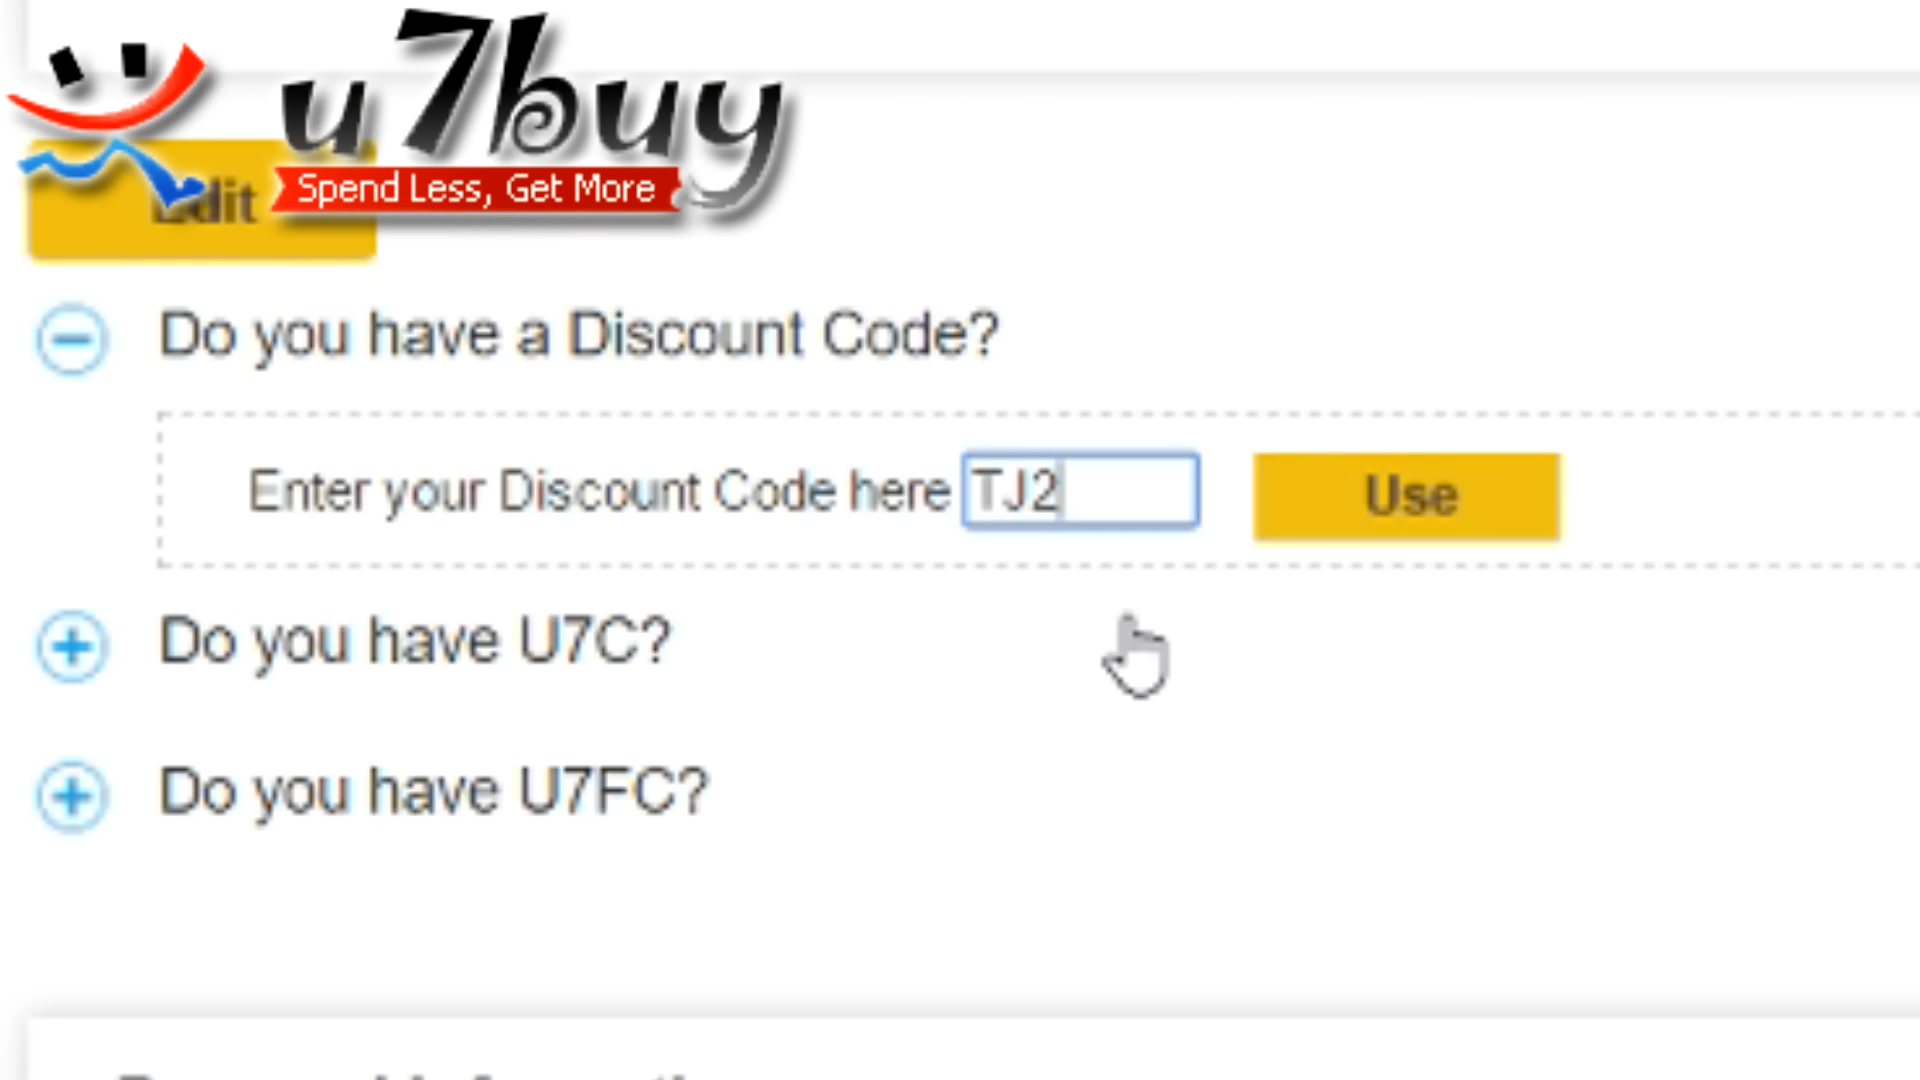 u7buy
Spend Less, Get More
Edit
Do you have a Discount Code?
Enter your Discount Code here TJ2 Use
Do you have U7C?
Do you have U7FC?